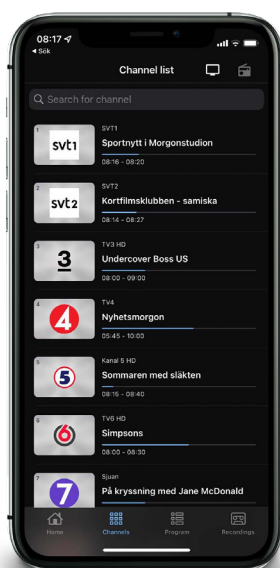 08:17
◀ Sök
Channel list
Search for channel
1
svt1
SVT1
Sportnytt i Morgonstudion
08:16 - 08:20
2
svt2
SVT2
Kortfilmsklubben - samiska
08:14 - 08:27
3
3
TV3 HD
Undercover Boss US
08:00 - 09:00
4
4
TV4
Nyhetsmorgon
05:45 - 10:00
5
5
Kanal 5 HD
Sommaren med släkten
08:15 - 08:40
6
6
TV6 HD
Simpsons
08:00 - 08:30
7
7
Sjuan
På kryssning med Jane McDonald
Home
Channels
Program
Recordings